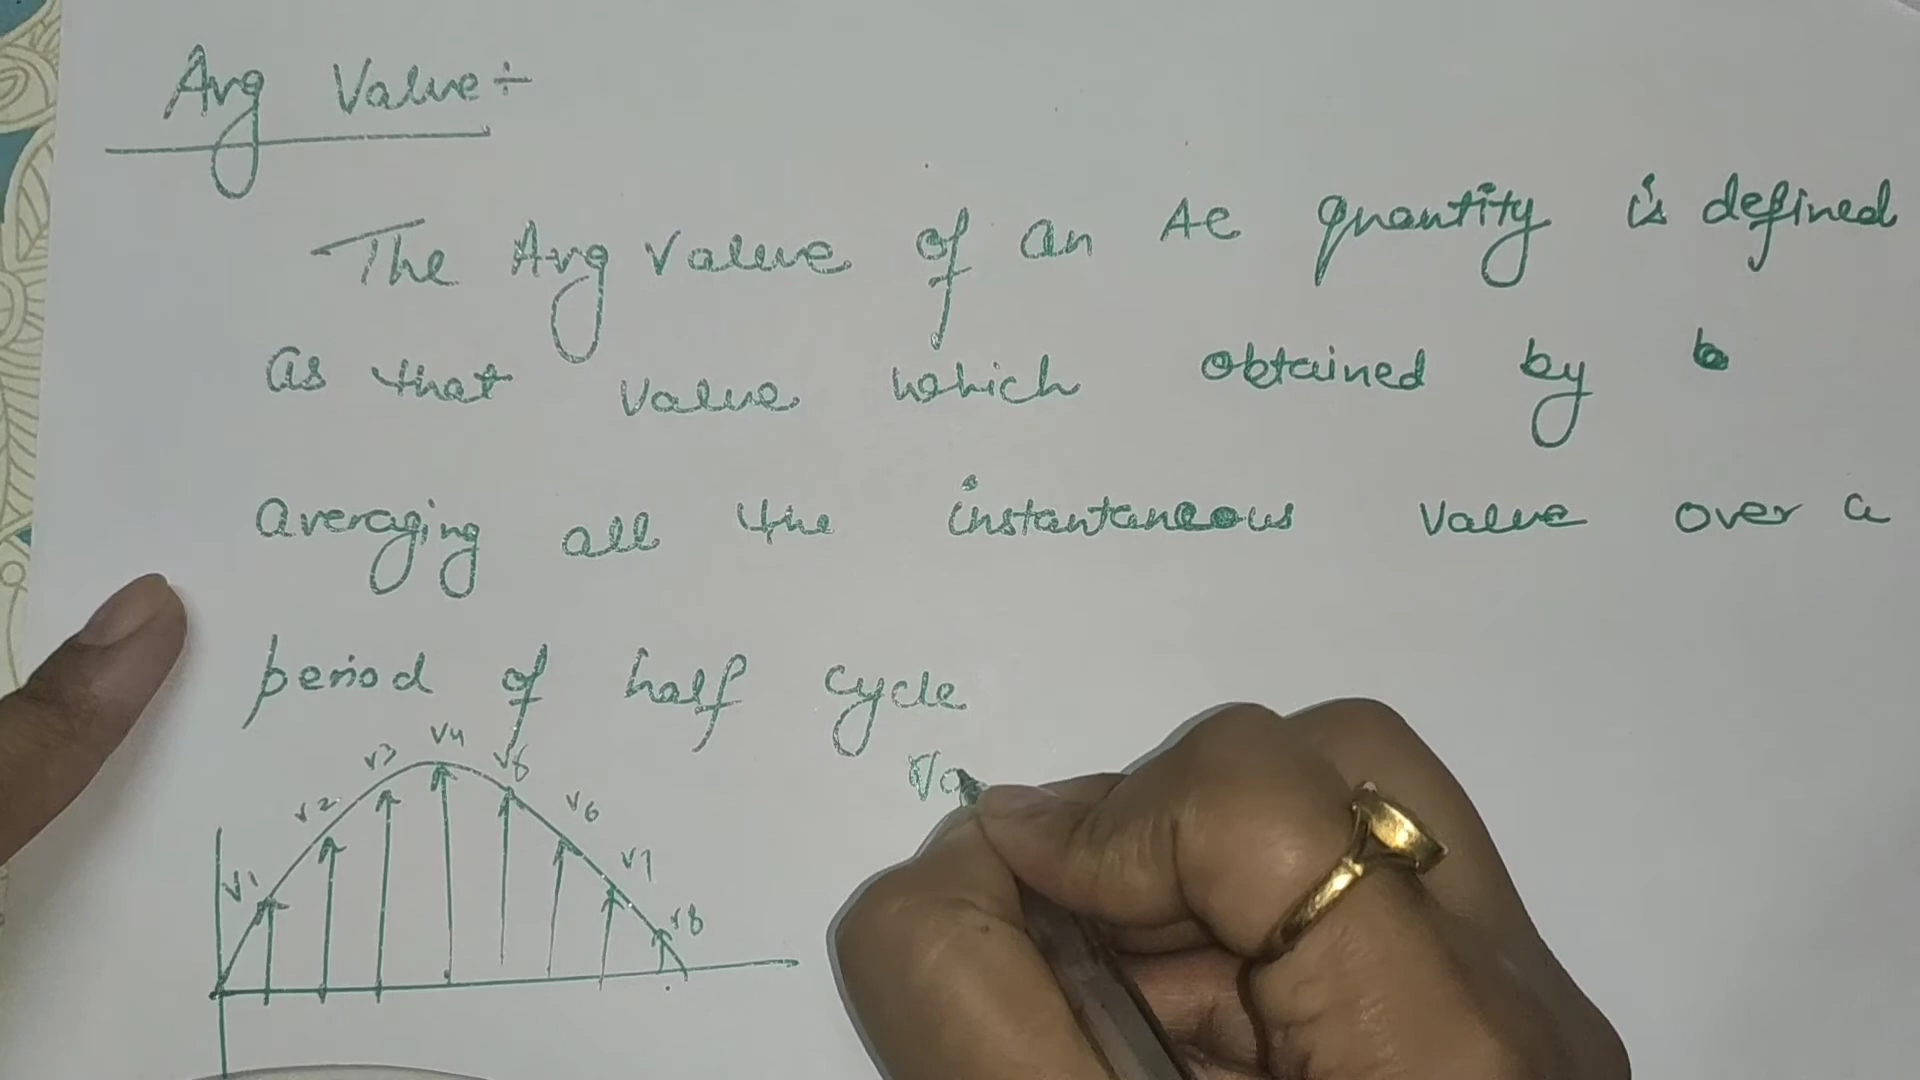 Avg Value÷
The Avg Value of an AC quantity is defined
as that value which obtained by
averaging all the instantaneous value over a
period of half cycle
V1 V2 V3 V4 V5 V6 V7 V8
Va